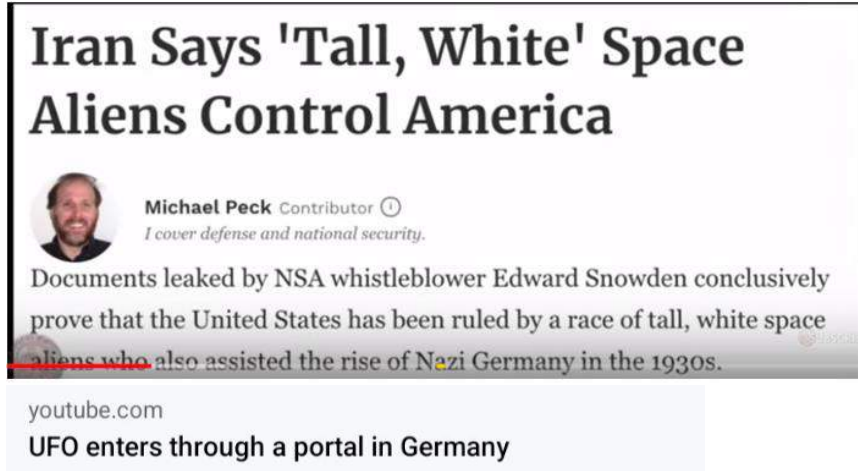 Iran Says 'Tall, White' Space
Aliens Control America
Michael Peck Contributor
I cover defense and national security.
Documents leaked by NSA whistleblower Edward Snowden conclusively
prove that the United States has been ruled by a race of tall, white space
aliens who also assisted the rise of Nazi Germany in the 1930s.
youtube.com
UFO enters through a portal in Germany